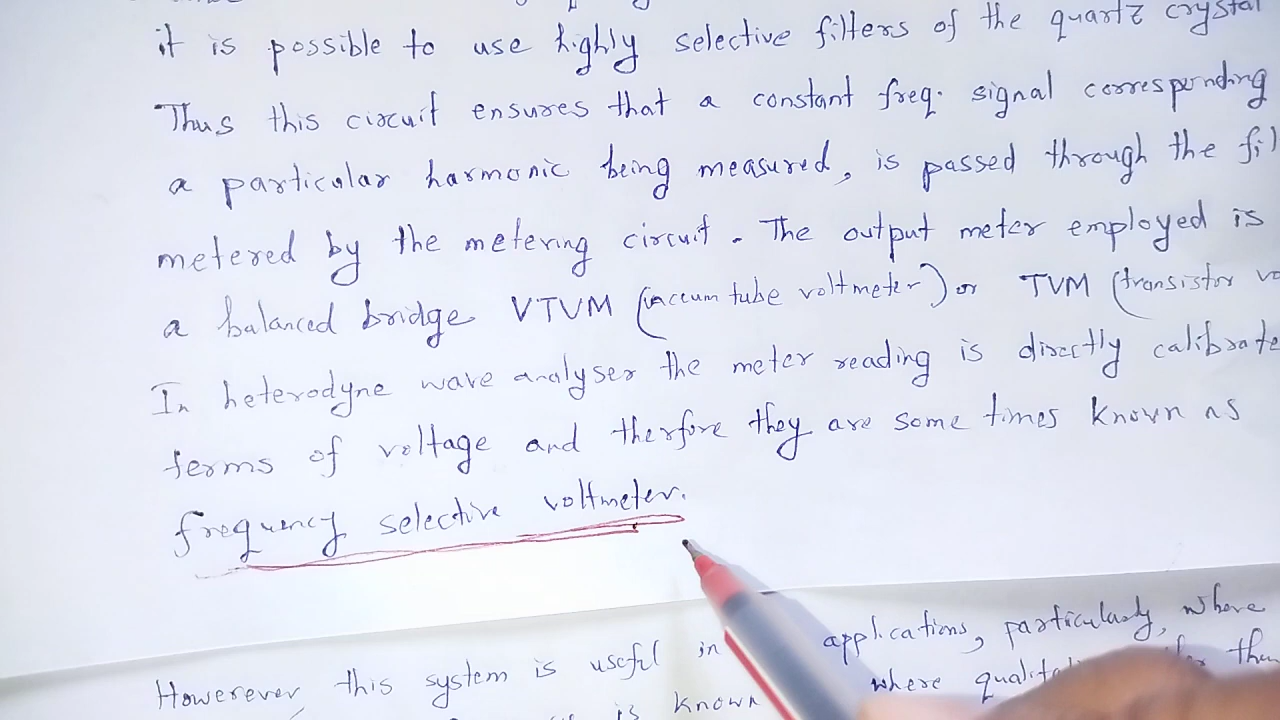 it is possible to use highly selective filters of the quartz crystal
Thus this circuit ensures that a constant freq. signal corresponding
a particular harmonic being measured, is passed through the fil
metered by the metering circuit. The output meter employed is
a balanced bridge VTVM (vaccum tube voltmeter) or TVM (transistor vo
In heterodyne wave analyser the meter reading is directly calibrate
terms of voltage and therfore they are some times known as
frequency selective voltmeter.
Howerever this system is useful in applications, particularly, where
is known where than